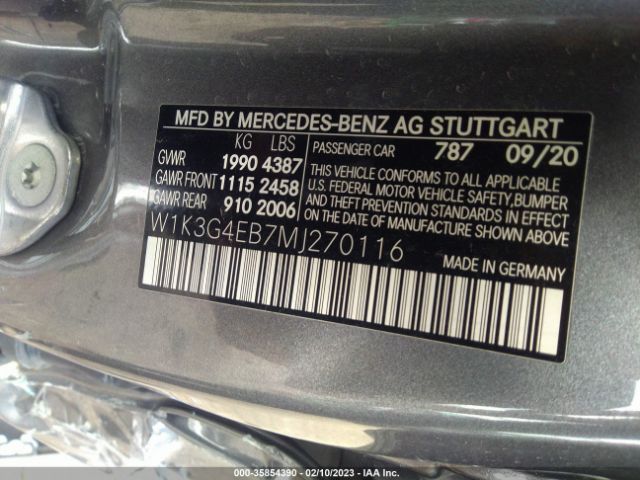 MFD BY MERCEDES-BENZ AG STUTTGART
KG LBS
GVWR 1990 4387
GAWR FRONT 1115 2458
GAWR REAR 910 2006
PASSENGER CAR 787 09/20
THIS VEHICLE CONFORMS TO ALL APPLICABLE
U.S. FEDERAL MOTOR VEHICLE SAFETY, BUMPER
AND THEFT PREVENTION STANDARDS IN EFFECT
ON THE DATE OF MANUFACTURE SHOWN ABOVE.
W1K3G4EB7MJ270116
MADE IN GERMANY
000-35854390 - 02/10/2023 - IAA Inc.